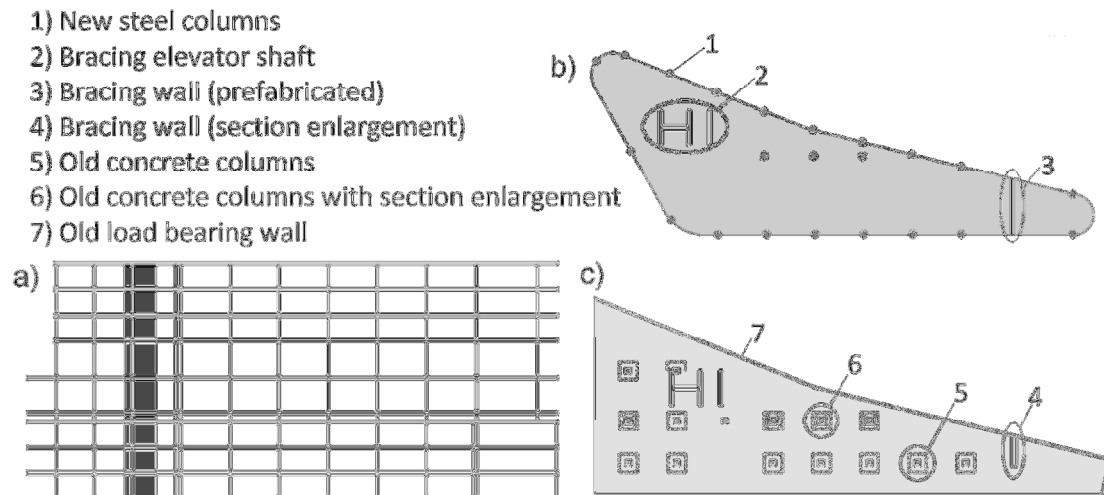 1) New steel columns
2) Bracing elevator shaft
3) Bracing wall (prefabricated)
4) Bracing wall (section enlargement)
5) Old concrete columns
6) Old concrete columns with section enlargement
7) Old load bearing wall
b)
1
2
3
a)
c)
7
6
5
4